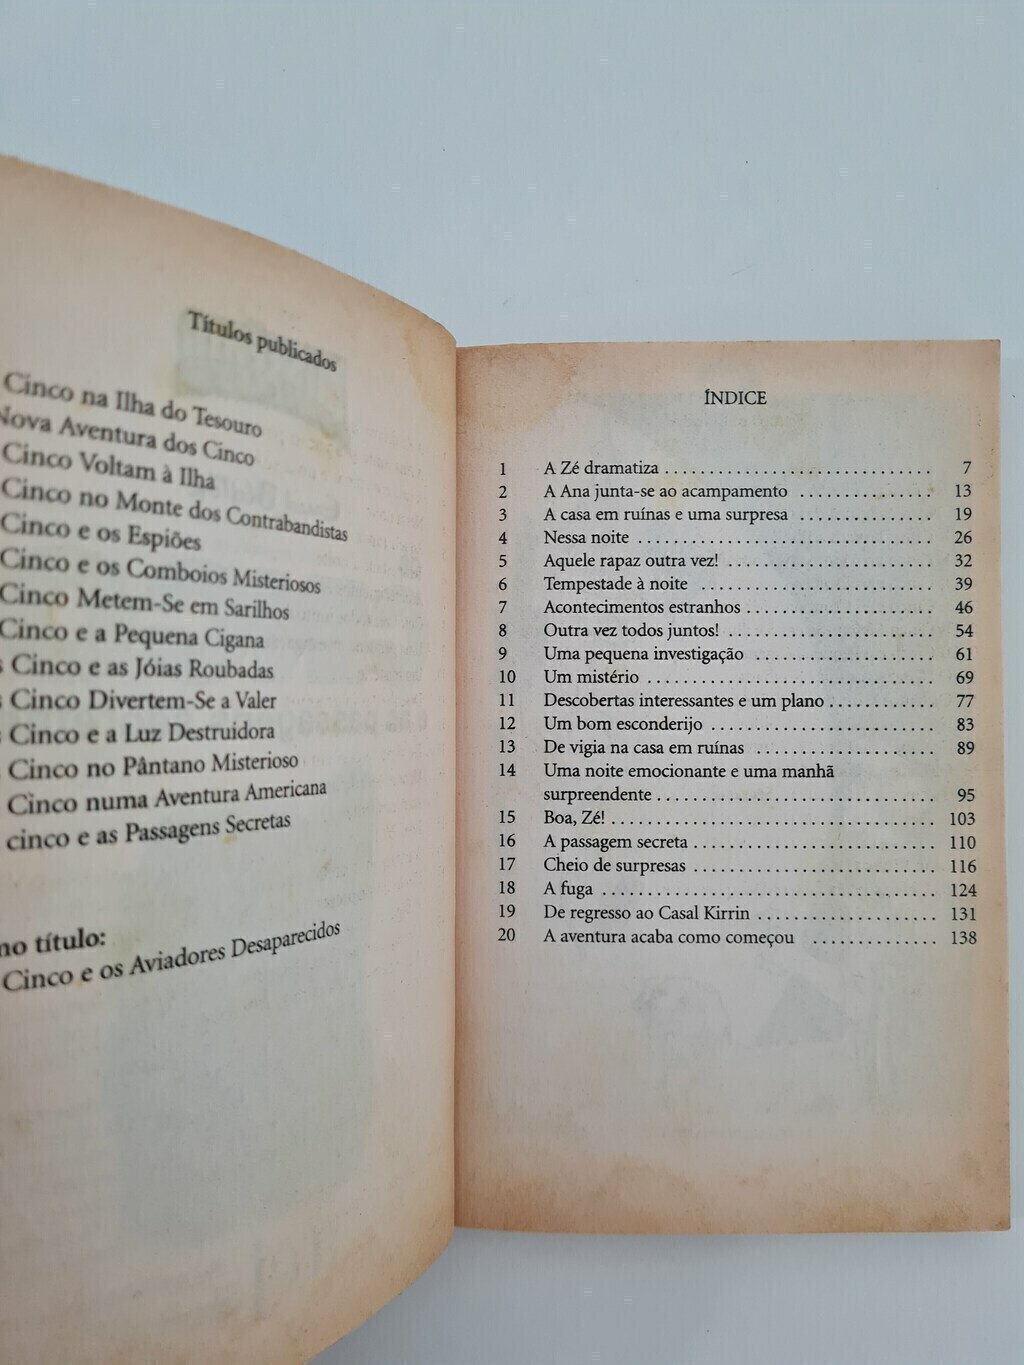 Títulos publicados
Cinco na Ilha do Tesouro
Nova Aventura dos Cinco
Cinco Voltam à Ilha
Cinco no Monte dos Contrabandistas
Cinco e os Espiões
Cinco e os Comboios Misteriosos
Cinco Metem-Se em Sarilhos
Cinco e a Pequena Cigana
s Cinco e as Jóias Roubadas
s Cinco Divertem-Se a Valer
Cinco e a Luz Destruidora
Cinco no Pântano Misterioso
Cinco numa Aventura Americana
cinco e as Passagens Secretas
mo título:
Cinco e os Aviadores Desaparecidos
ÍNDICE
1 A Zé dramatiza .............................. 7
2 A Ana junta-se ao acampamento ............... 13
3 A casa em ruínas e uma surpresa ............... 19
4 Nessa noite .................................. 26
5 Aquele rapaz outra vez! ........................ 32
6 Tempestade à noite .......................... 39
7 Acontecimentos estranhos ..................... 46
8 Outra vez todos juntos! ....................... 54
9 Uma pequena investigação .................... 61
10 Um mistério ................................. 69
11 Descobertas interessantes e um plano ............ 77
12 Um bom esconderijo .......................... 83
13 De vigia na casa em ruínas .................... 89
14 Uma noite emocionante e uma manhã
surpreendente ................................ 95
15 Boa, Zé! ..................................... 103
16 A passagem secreta ........................... 110
17 Cheio de surpresas ........................... 116
18 A fuga ...................................... 124
19 De regresso ao Casal Kirrin .................... 131
20 A aventura acaba como começou .............. 138